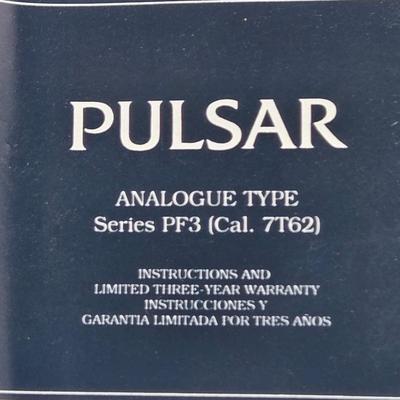 PULSAR
ANALOGUE TYPE
Series PF3 (Cal. 7T62)
INSTRUCTIONS AND
LIMITED THREE-YEAR WARRANTY
INSTRUCCIONES Y
GARANTIA LIMITADA POR TRES AÑOS